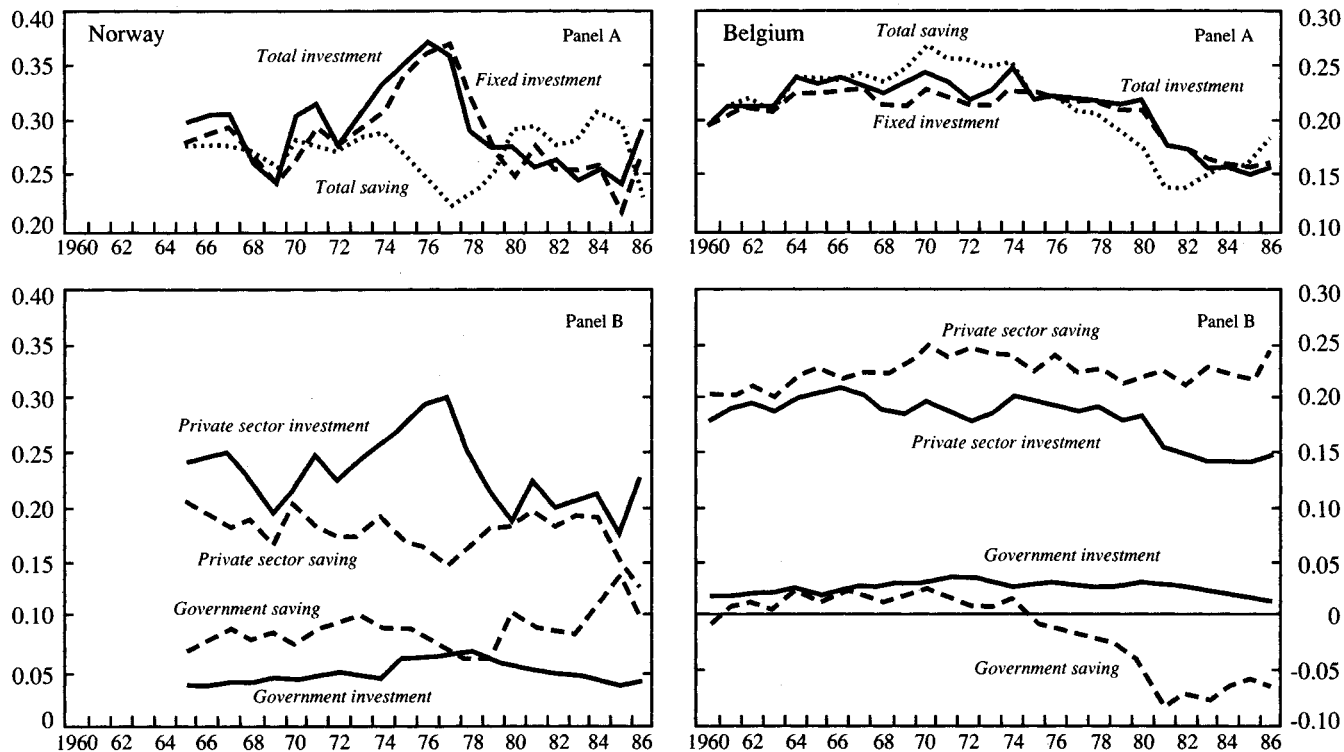 Norway
Panel A
Total investment
Fixed investment
Total saving
0.40
0.35
0.30
0.25
0.20
1960 62 64 66 68 70 72 74 76 78 80 82 84 86
Belgium
Panel A
Total saving
Total investment
Fixed investment
0.30
0.25
0.20
0.15
0.10
1960 62 64 66 68 70 72 74 76 78 80 82 84 86
Panel B
Private sector investment
Private sector saving
Government saving
Government investment
0.40
0.35
0.30
0.25
0.20
0.15
0.10
0.05
0
1960 62 64 66 68 70 72 74 76 78 80 82 84 86
Panel B
Private sector saving
Private sector investment
Government investment
Government saving
0.30
0.25
0.20
0.15
0.10
0.05
0
-0.05
-0.10
1960 62 64 66 68 70 72 74 76 78 80 82 84 86